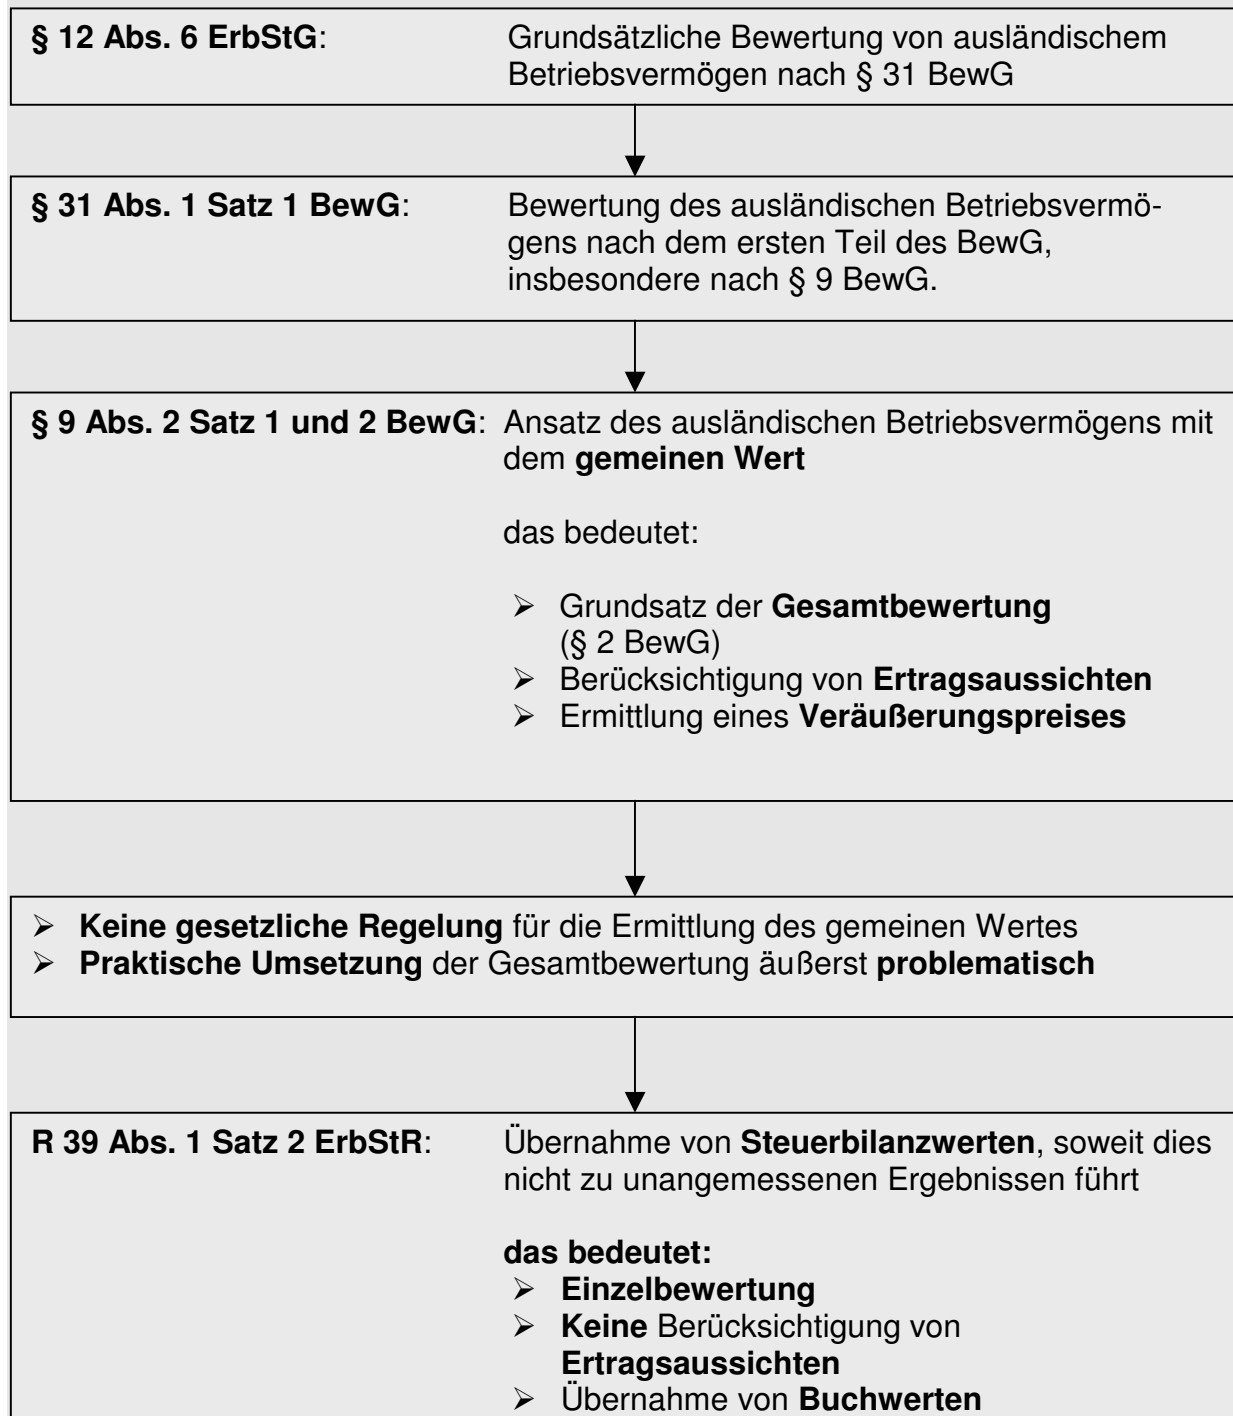 § 12 Abs. 6 ErbStG: Grundsätzliche Bewertung von ausländischem
Betriebsvermögen nach § 31 BewG
§ 31 Abs. 1 Satz 1 BewG: Bewertung des ausländischen Betriebsvermö-
gens nach dem ersten Teil des BewG,
insbesondere nach § 9 BewG.
§ 9 Abs. 2 Satz 1 und 2 BewG: Ansatz des ausländischen Betriebsvermögens mit
dem gemeinen Wert
das bedeutet:
➢ Grundsatz der Gesamtbewertung
(§ 2 BewG)
➢ Berücksichtigung von Ertragsaussichten
➢ Ermittlung eines Veräußerungspreises
➢ Keine gesetzliche Regelung für die Ermittlung des gemeinen Wertes
➢ Praktische Umsetzung der Gesamtbewertung äußerst problematisch
R 39 Abs. 1 Satz 2 ErbStR: Übernahme von Steuerbilanzwerten, soweit dies
nicht zu unangemessenen Ergebnissen führt
das bedeutet:
➢ Einzelbewertung
➢ Keine Berücksichtigung von
Ertragsaussichten
➢ Übernahme von Buchwerten